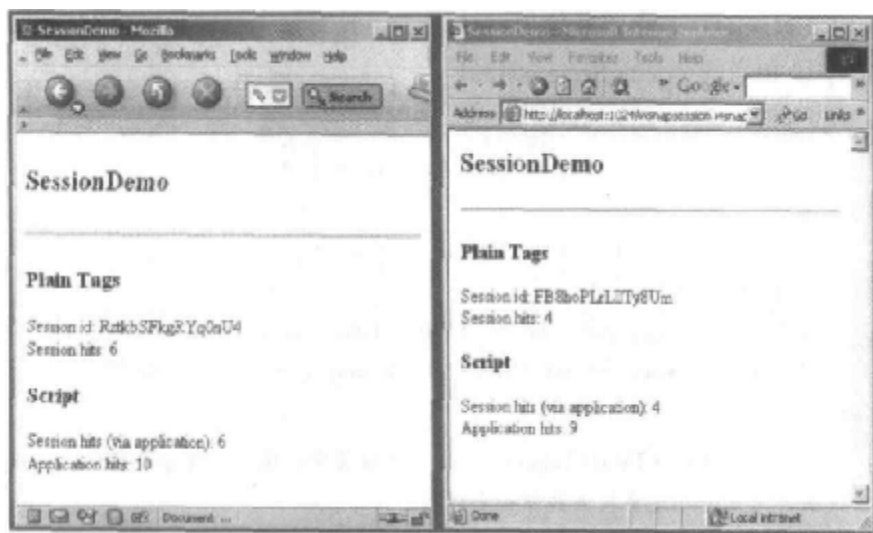 SessionDemo - Mozilla
File Edit View Go Bookmarks Tools Window Help
Search
SessionDemo
Plain Tags
Session id:
Session hits: 6
Script
Session hits (via application): 6
Application hits: 10
Document ...
SessionDemo - Microsoft Internet Explorer
File Edit View Favorites Tools Help
Google
Address Go Links
SessionDemo
Plain Tags
Session id:
Session hits: 4
Script
Session hits (via application): 4
Application hits: 9
Done
Local intranet